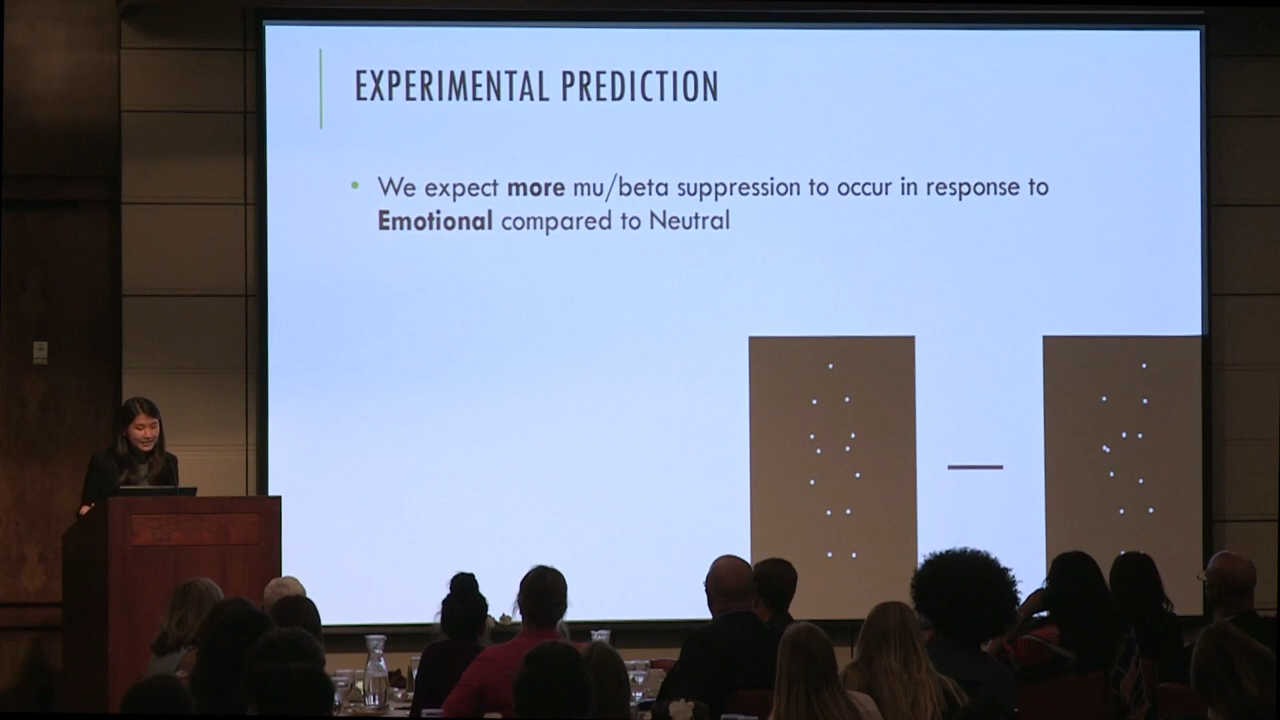 EXPERIMENTAL PREDICTION
• We expect more mu/beta suppression to occur in response to
Emotional compared to Neutral